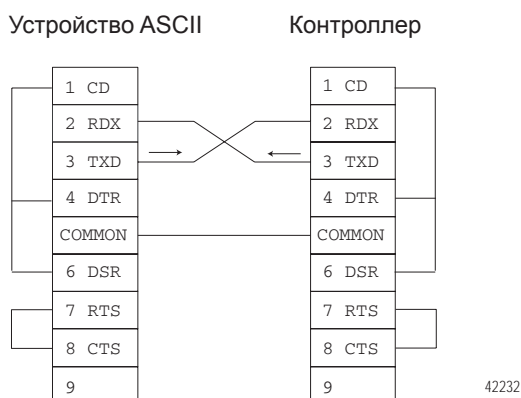 Устройство ASCII Контроллер
1 CD 1 CD
2 RDX 2 RDX
3 TXD 3 TXD
4 DTR 4 DTR
COMMON COMMON
6 DSR 6 DSR
7 RTS 7 RTS
8 CTS 8 CTS
9 9 42232